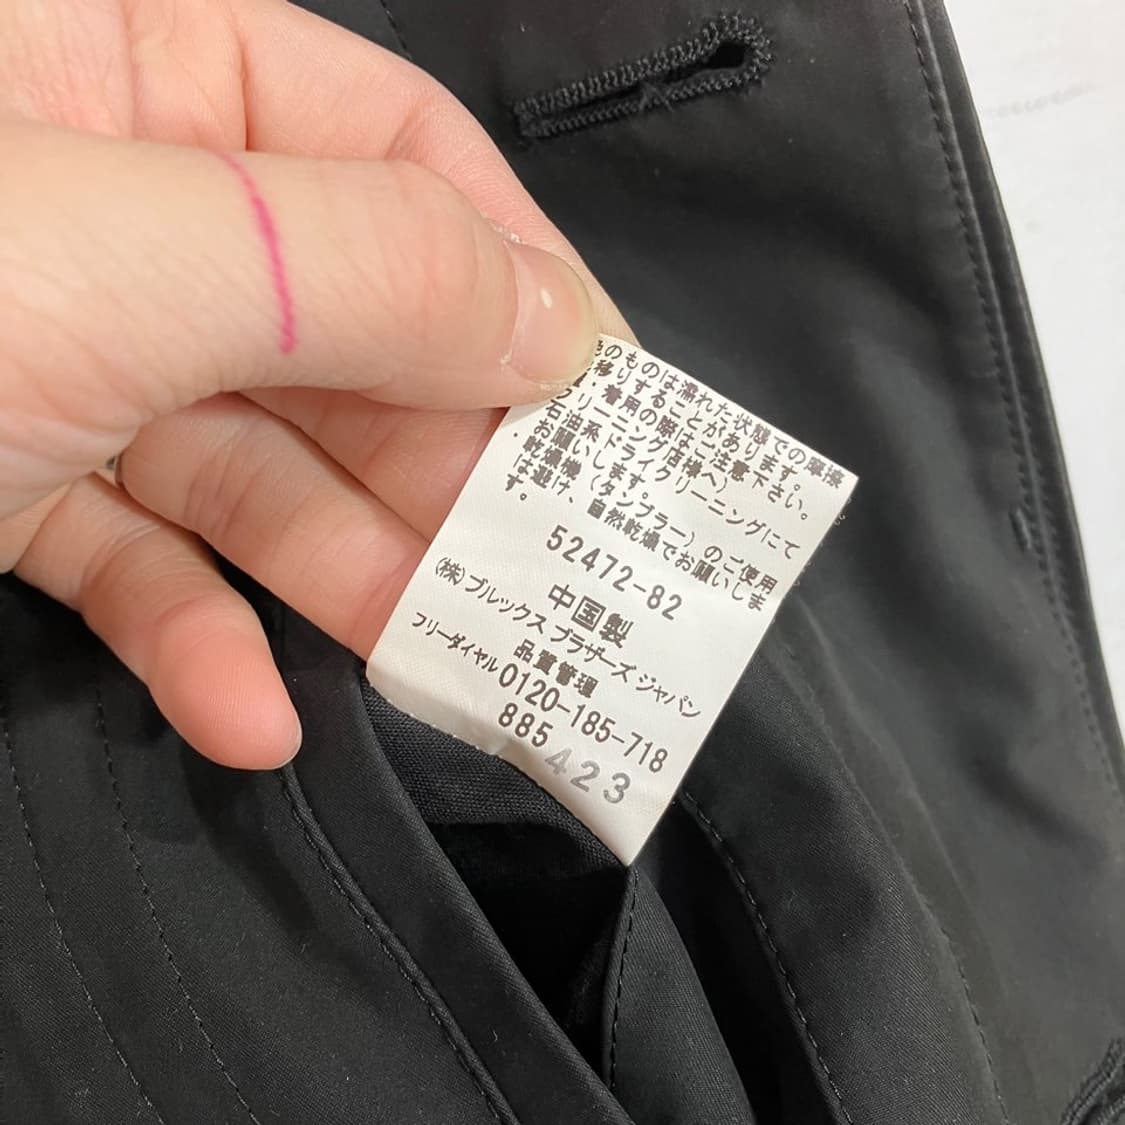 色のものは濡れた状態での摩擦
移りすることがあります。
・着用の際はご注意下さい。
クリーニング店様へ)
石油系ドライクリーニングにて
お願いします。
・乾燥機(タンブラー)のご使用
は避け、自然乾燥でお願いしま
す。
52472-82
中国製
(株)ブルックス ブラザーズ ジャパン
品質管理
フリーダイヤル0120-185-718
885423